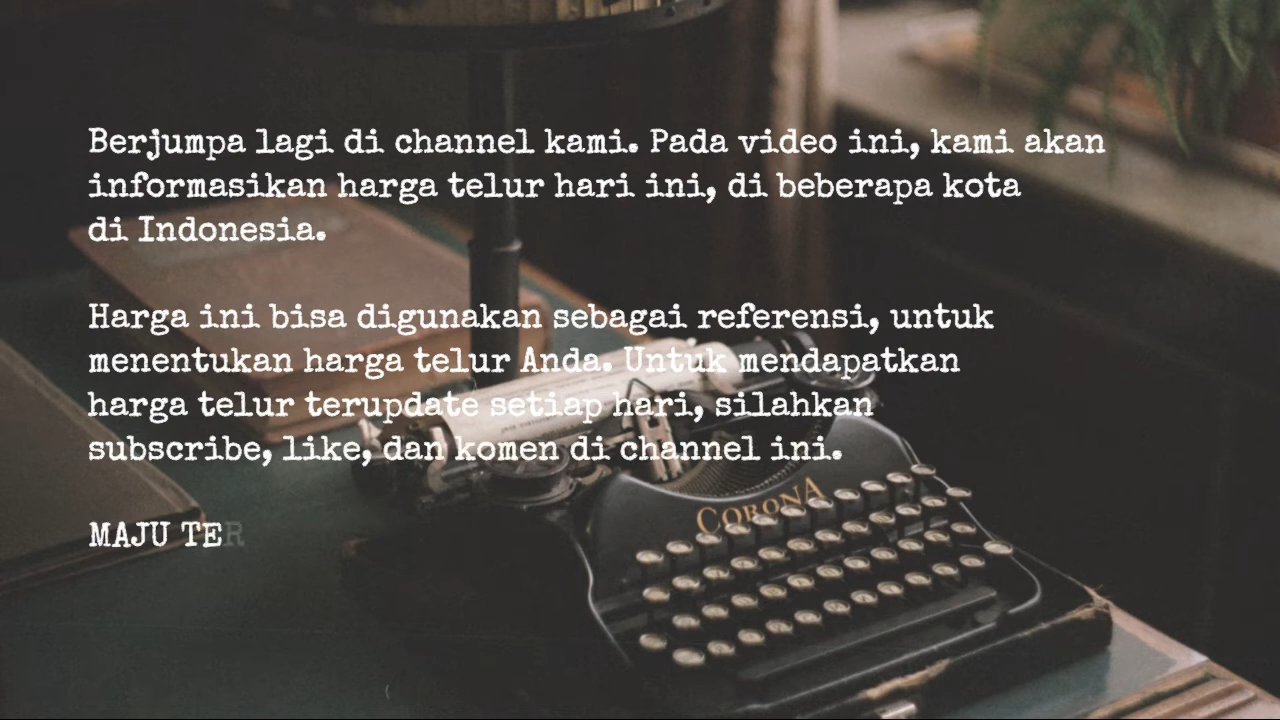 Berjumpa lagi di channel kami. Pada video ini, kami akan
informasikan harga telur hari ini, di beberapa kota
di Indonesia.
Harga ini bisa digunakan sebagai referensi, untuk
menentukan harga telur Anda. Untuk mendapatkan
harga telur terupdate setiap hari, silahkan
subscribe, like, dan komen di channel ini.
CORONA
MAJU TER